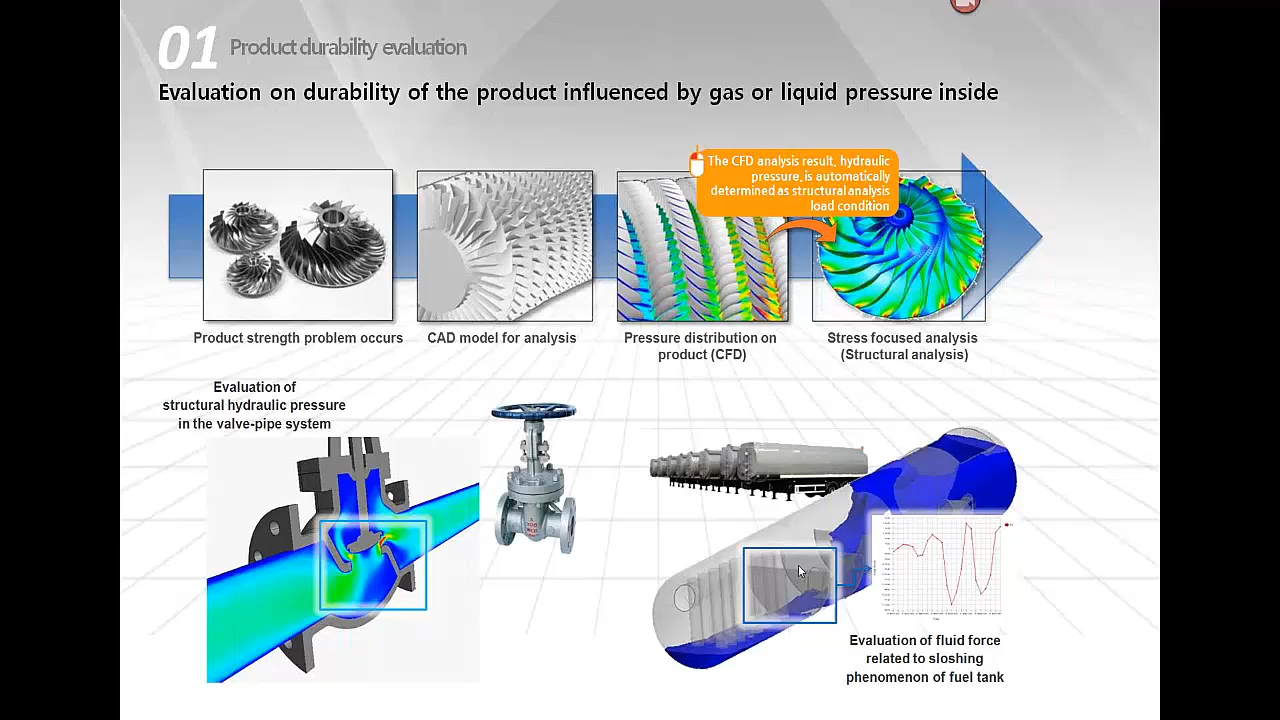 01 Product durability evaluation
Evaluation on durability of the product influenced by gas or liquid pressure inside
The CFD analysis result, hydraulic
pressure, is automatically
determined as structural analysis
load condition
Product strength problem occurs
CAD model for analysis
Pressure distribution on
product (CFD)
Stress focused analysis
(Structural analysis)
Evaluation of
structural hydraulic pressure
in the valve-pipe system
Evaluation of fluid force
related to sloshing
phenomenon of fuel tank